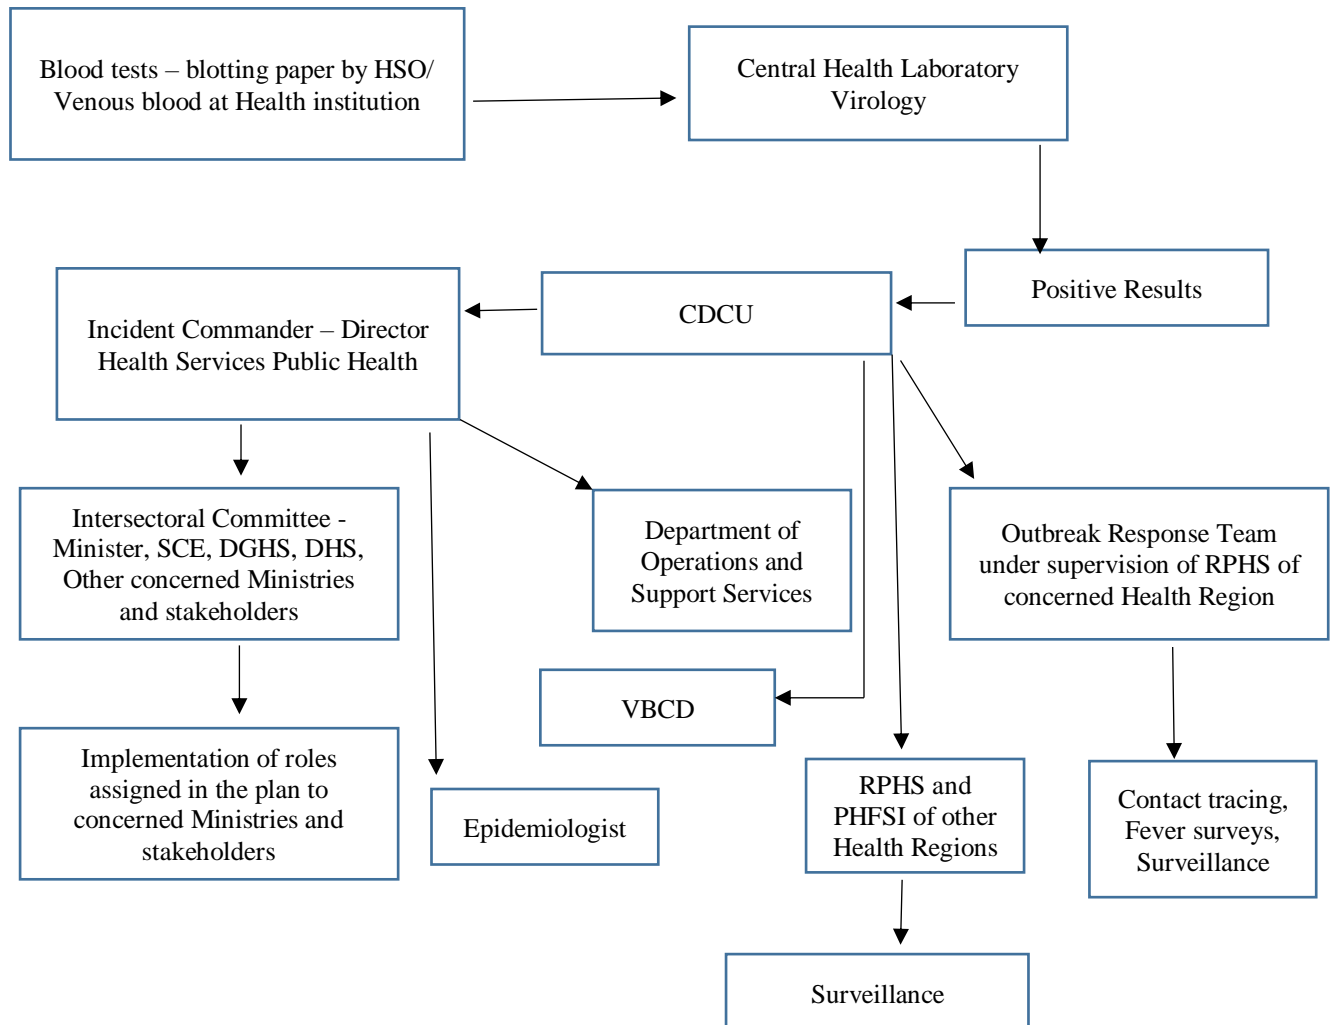 Blood tests – blotting paper by HSO/
Venous blood at Health institution
Central Health Laboratory
Virology
Positive Results
CDCU
Incident Commander – Director
Health Services Public Health
Intersectoral Committee -
Minister, SCE, DGHS, DHS,
Other concerned Ministries
and stakeholders
Department of
Operations and
Support Services
Outbreak Response Team
under supervision of RPHS of
concerned Health Region
VBCD
Implementation of roles
assigned in the plan to
concerned Ministries and
stakeholders
Epidemiologist
RPHS and
PHFSI of other
Health Regions
Contact tracing,
Fever surveys,
Surveillance
Surveillance